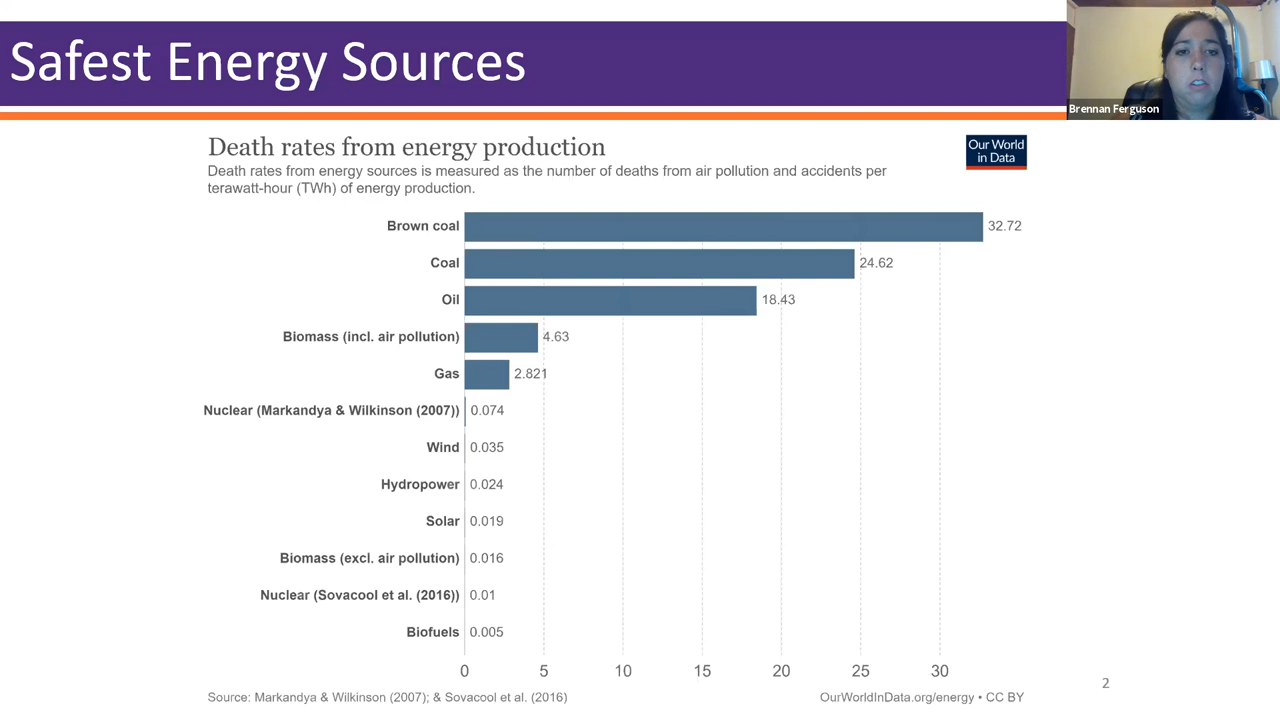 Safest Energy Sources
Brennan Ferguson
Death rates from energy production
Our World
in Data
Death rates from energy sources is measured as the number of deaths from air pollution and accidents per
terawatt-hour (TWh) of energy production.
Brown coal 32.72
Coal 24.62
Oil 18.43
Biomass (incl. air pollution) 4.63
Gas 2.821
Nuclear (Markandya & Wilkinson (2007)) 0.074
Wind 0.035
Hydropower 0.024
Solar 0.019
Biomass (excl. air pollution) 0.016
Nuclear (Sovacool et al. (2016)) 0.01
Biofuels 0.005
0 5 10 15 20 25 30
Source: Markandya & Wilkinson (2007); & Sovacool et al. (2016)
OurWorldInData.org/energy • CC BY
2